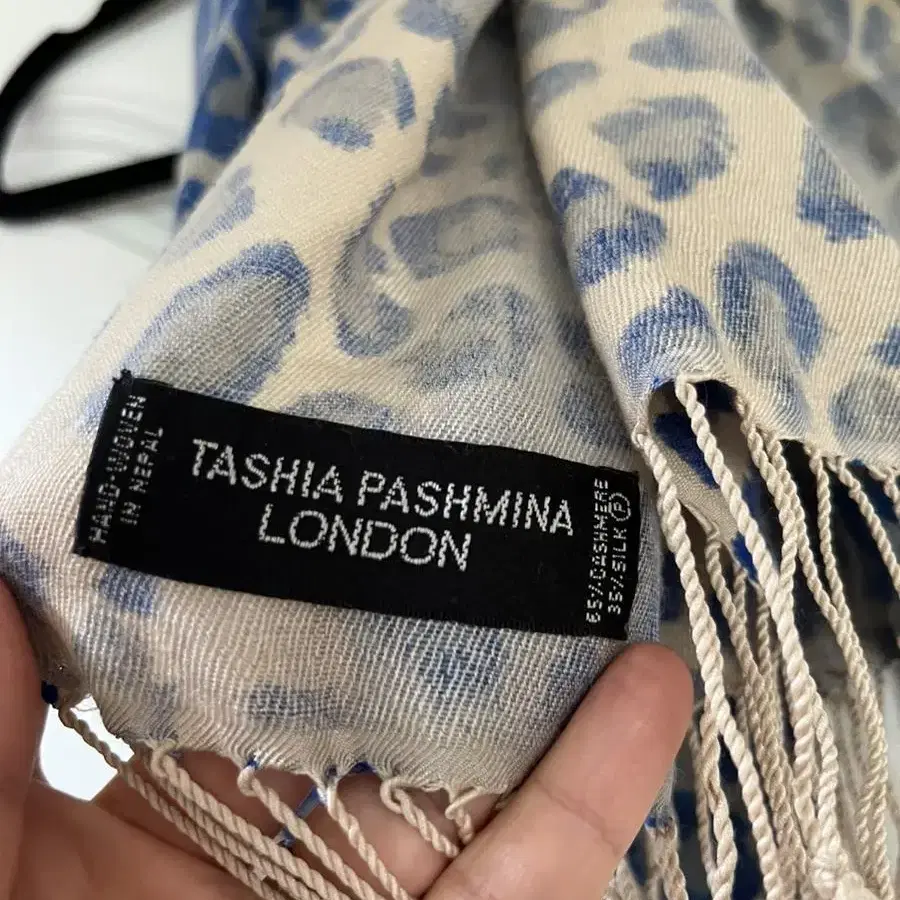 HAND-WOVEN
IN NEPAL
TASHIA PASHMINA
LONDON
65%CASHMERE
35%SILK Ⓟ